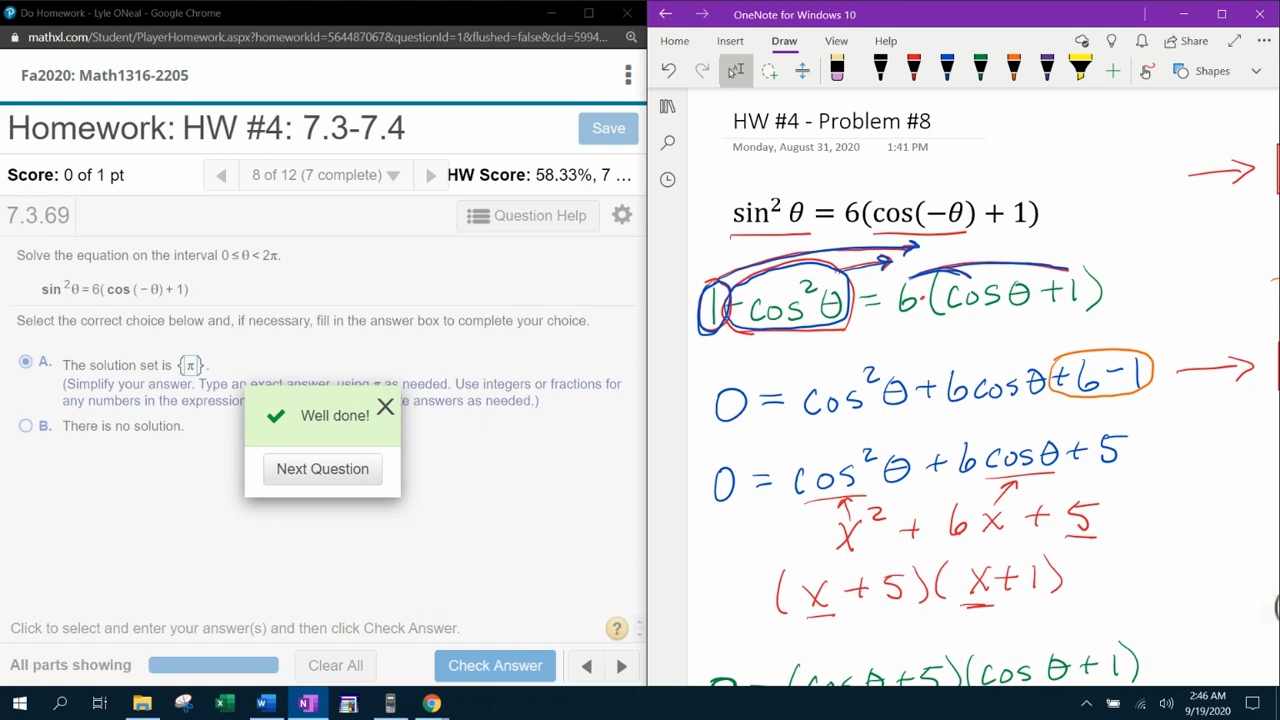 Do Homework - Lyle ONeal - Google Chrome
mathxl.com/Student/PlayerHomework.aspx?homeworkId=564487067&questionId=1&flushed=false&cId=5994...
Fa2020: Math1316-2205
Homework: HW #4: 7.3-7.4
Save
Score: 0 of 1 pt
8 of 12 (7 complete)
HW Score: 58.33%, 7 ...
7.3.69
Question Help
Solve the equation on the interval 0 ≤ θ < 2π.
sin ²θ = 6( cos ( − θ) + 1)
Select the correct choice below and, if necessary, fill in the answer box to complete your choice.
A. The solution set is {π}.
(Simplify your answer. Type an exact answer, using π as needed. Use integers or fractions for
any numbers in the expression. answers as needed.)
B. There is no solution.
Well done!
Next Question
Click to select and enter your answer(s) and then click Check Answer.
?
All parts showing
Clear All
Check Answer
OneNote for Windows 10
Home Insert Draw View Help
Share
Shapes
HW #4 - Problem #8
Monday, August 31, 2020 1:41 PM
sin² θ = 6(cos(−θ) + 1)
1 - cos²θ = 6·(cosθ + 1)
0 = cos²θ + 6cosθ + 6 - 1
0 = cos²θ + 6cosθ + 5
x² + 6x + 5
(x + 5)(x + 1)
0 = (cosθ + 5)(cosθ + 1)
2:46 AM
9/19/2020